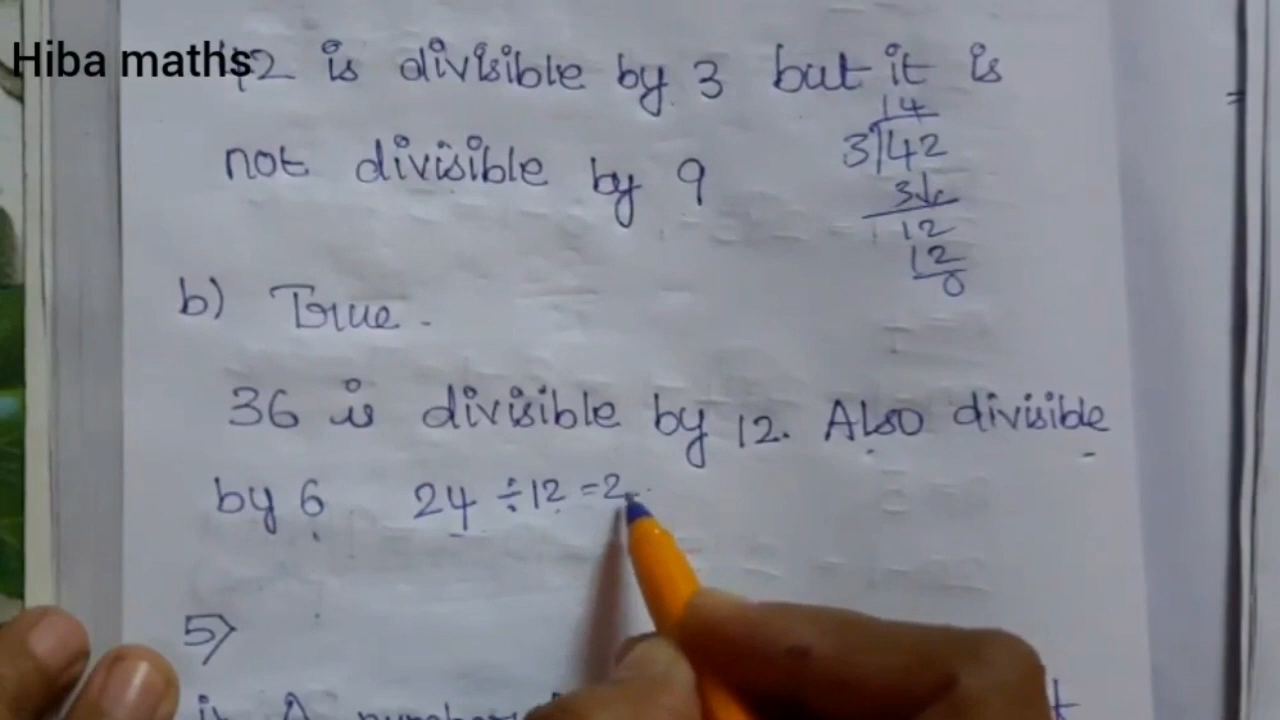 Hiba maths
42 is divisible by 3 but it is
not divisible by 9
14
3 42
3
12
12
0
b) True.
36 is divisible by 12. Also divisible
by 6 24 ÷ 12 = 2
5)